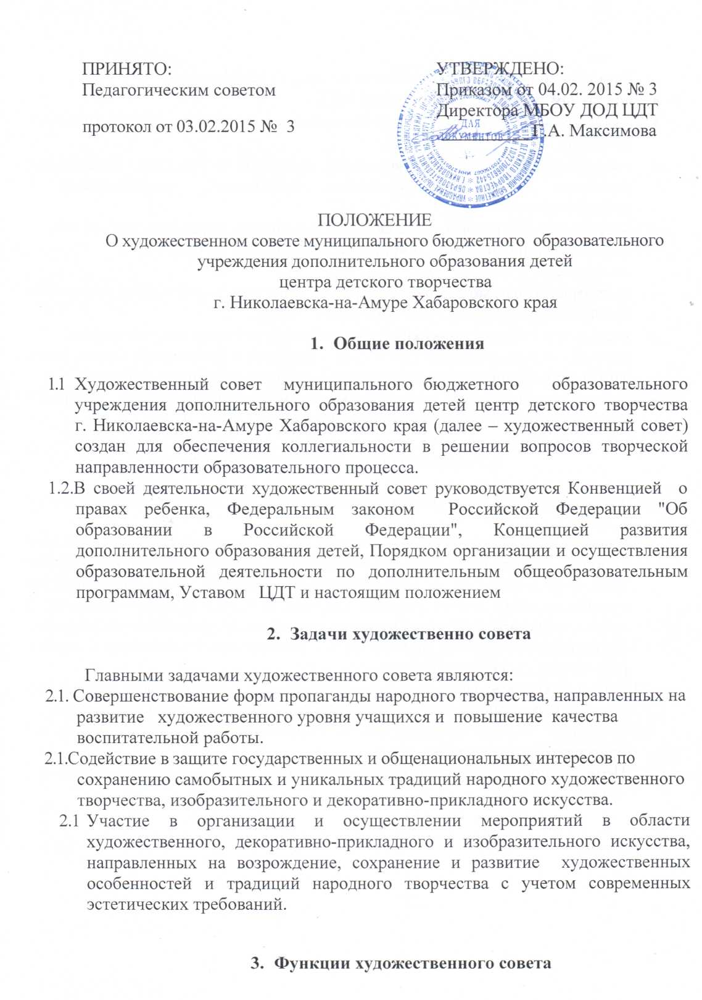 ПРИНЯТО:
Педагогическим советом
протокол от 03.02.2015 № 3
УТВЕРЖДЕНО:
Приказом от 04.02. 2015 № 3
Директора МБОУ ДОД ЦДТ
Г.А. Максимова
ДЛЯ
ДОКУМЕНТОВ
ПОЛОЖЕНИЕ
О художественном совете муниципального бюджетного образовательного
учреждения дополнительного образования детей
центра детского творчества
г. Николаевска-на-Амуре Хабаровского края
1. Общие положения
1.1 Художественный совет муниципального бюджетного образовательного
учреждения дополнительного образования детей центр детского творчества
г. Николаевска-на-Амуре Хабаровского края (далее – художественный совет)
создан для обеспечения коллегиальности в решении вопросов творческой
направленности образовательного процесса.
1.2.В своей деятельности художественный совет руководствуется Конвенцией о
правах ребенка, Федеральным законом Российской Федерации "Об
образовании в Российской Федерации", Концепцией развития
дополнительного образования детей, Порядком организации и осуществления
образовательной деятельности по дополнительным общеобразовательным
программам, Уставом ЦДТ и настоящим положением
2. Задачи художественно совета
Главными задачами художественного совета являются:
2.1. Совершенствование форм пропаганды народного творчества, направленных на
развитие художественного уровня учащихся и повышение качества
воспитательной работы.
2.1.Содействие в защите государственных и общенациональных интересов по
сохранению самобытных и уникальных традиций народного художественного
творчества, изобразительного и декоративно-прикладного искусства.
2.1 Участие в организации и осуществлении мероприятий в области
художественного, декоративно-прикладного и изобразительного искусства,
направленных на возрождение, сохранение и развитие художественных
особенностей и традиций народного творчества с учетом современных
эстетических требований.
3. Функции художественного совета